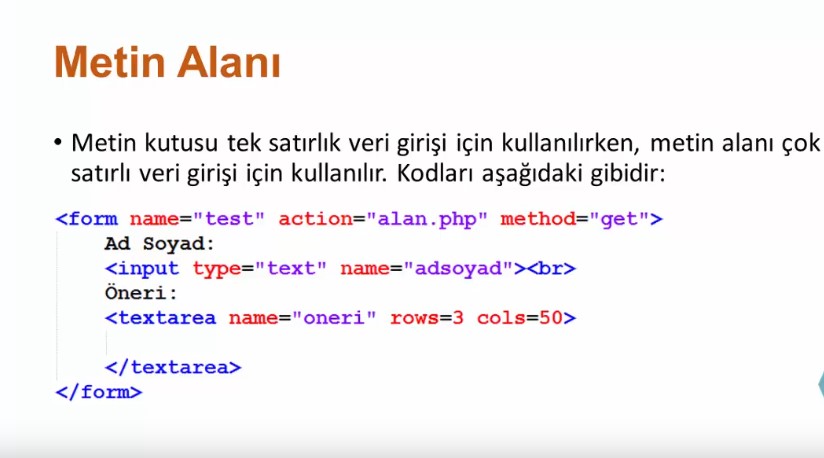 Metin Alanı
• Metin kutusu tek satırlık veri girişi için kullanılırken, metin alanı çok
satırlı veri girişi için kullanılır. Kodları aşağıdaki gibidir:
<form name="test" action="alan.php" method="get">
Ad Soyad:
<input type="text" name="adsoyad"><br>
Öneri:
<textarea name="oneri" rows=3 cols=50>
</textarea>
</form>